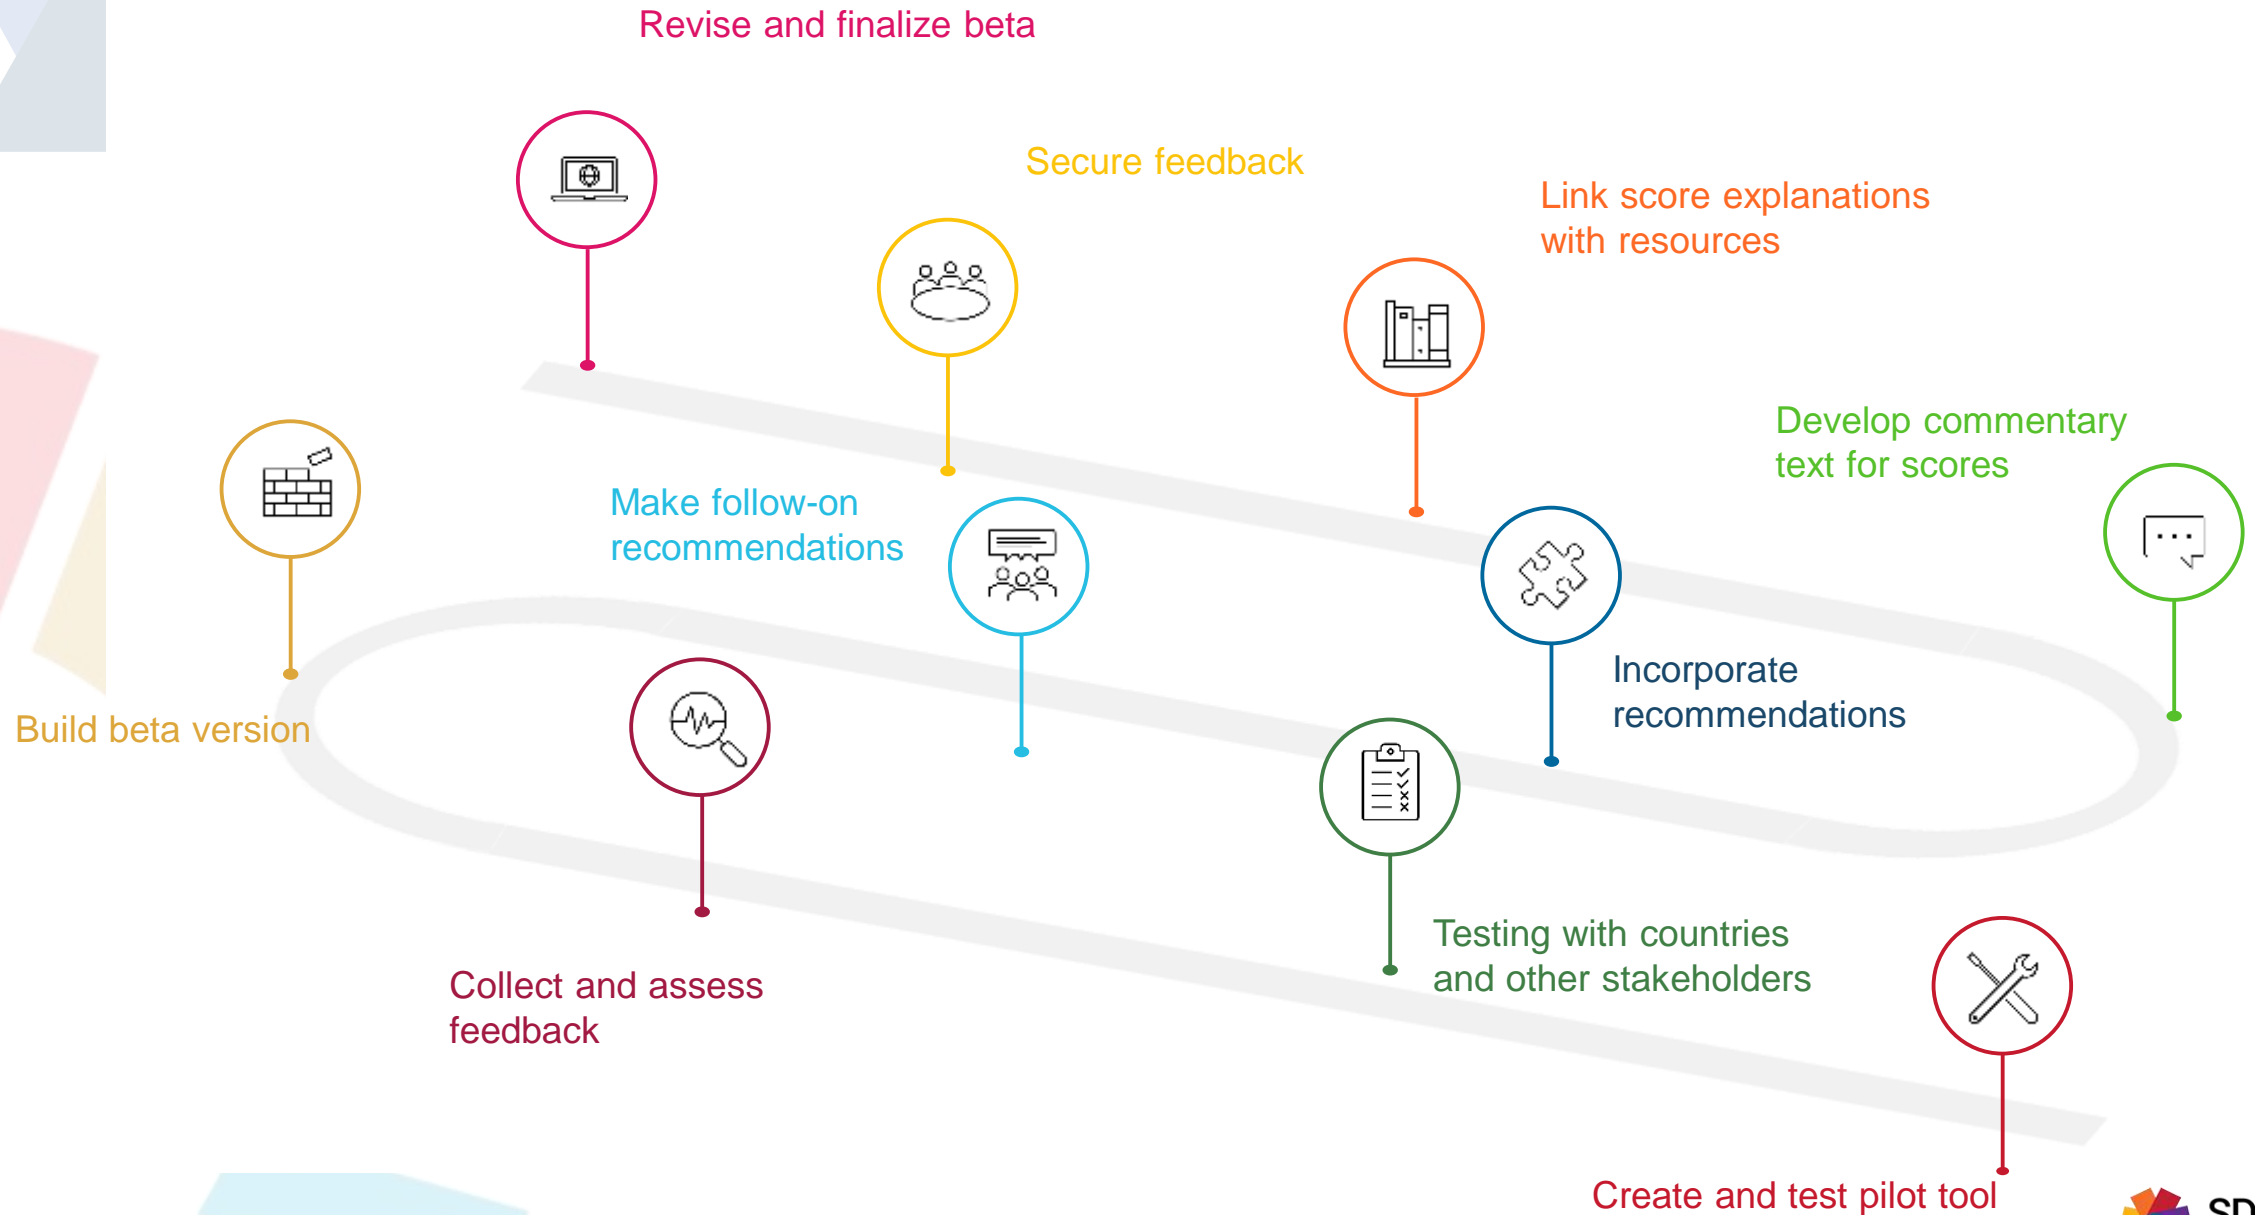 Revise and finalize beta
Secure feedback
Link score explanations
with resources
Develop commentary
text for scores
Make follow-on
recommendations
Incorporate
recommendations
Build beta version
Testing with countries
and other stakeholders
Collect and assess
feedback
Create and test pilot tool